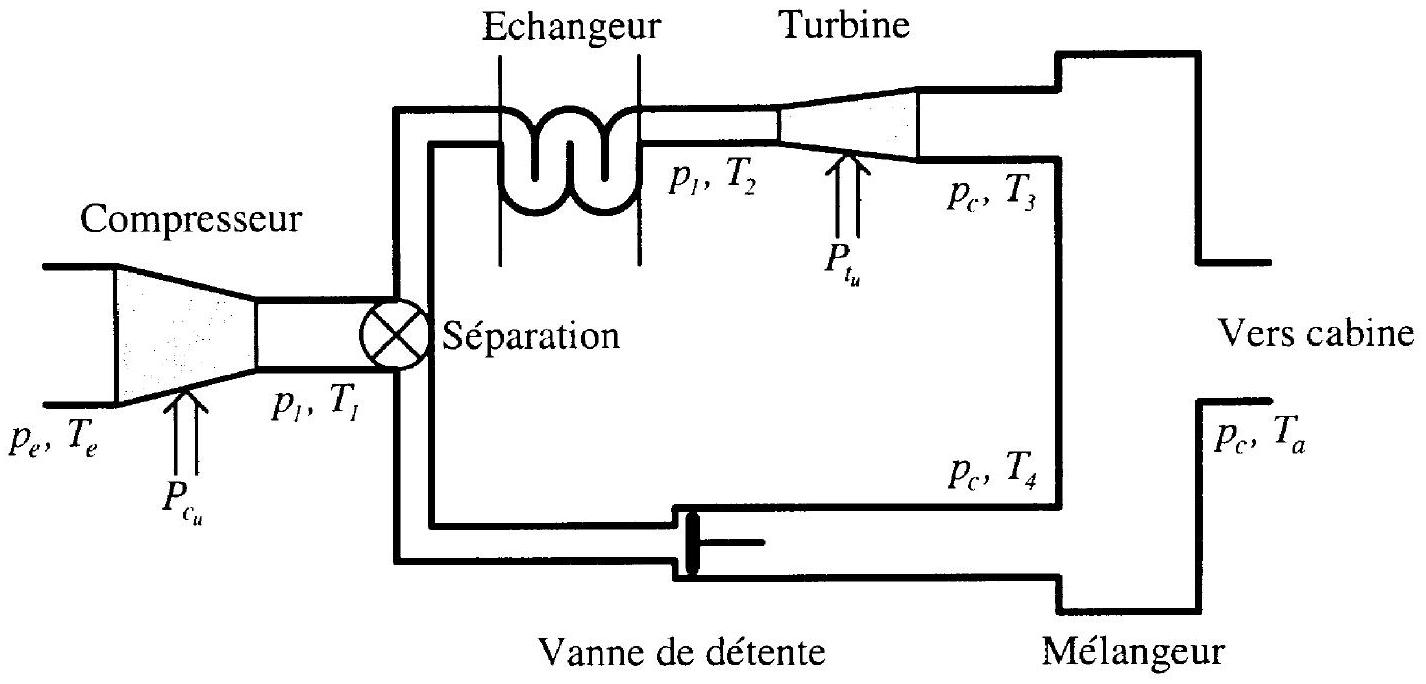 Echangeur
Turbine
p1, T2
pc, T3
Compresseur
Ptu
Séparation
Vers cabine
p1, T1
pe, Te
pc, Ta
pc, T4
Pcu
Vanne de détente
Mélangeur